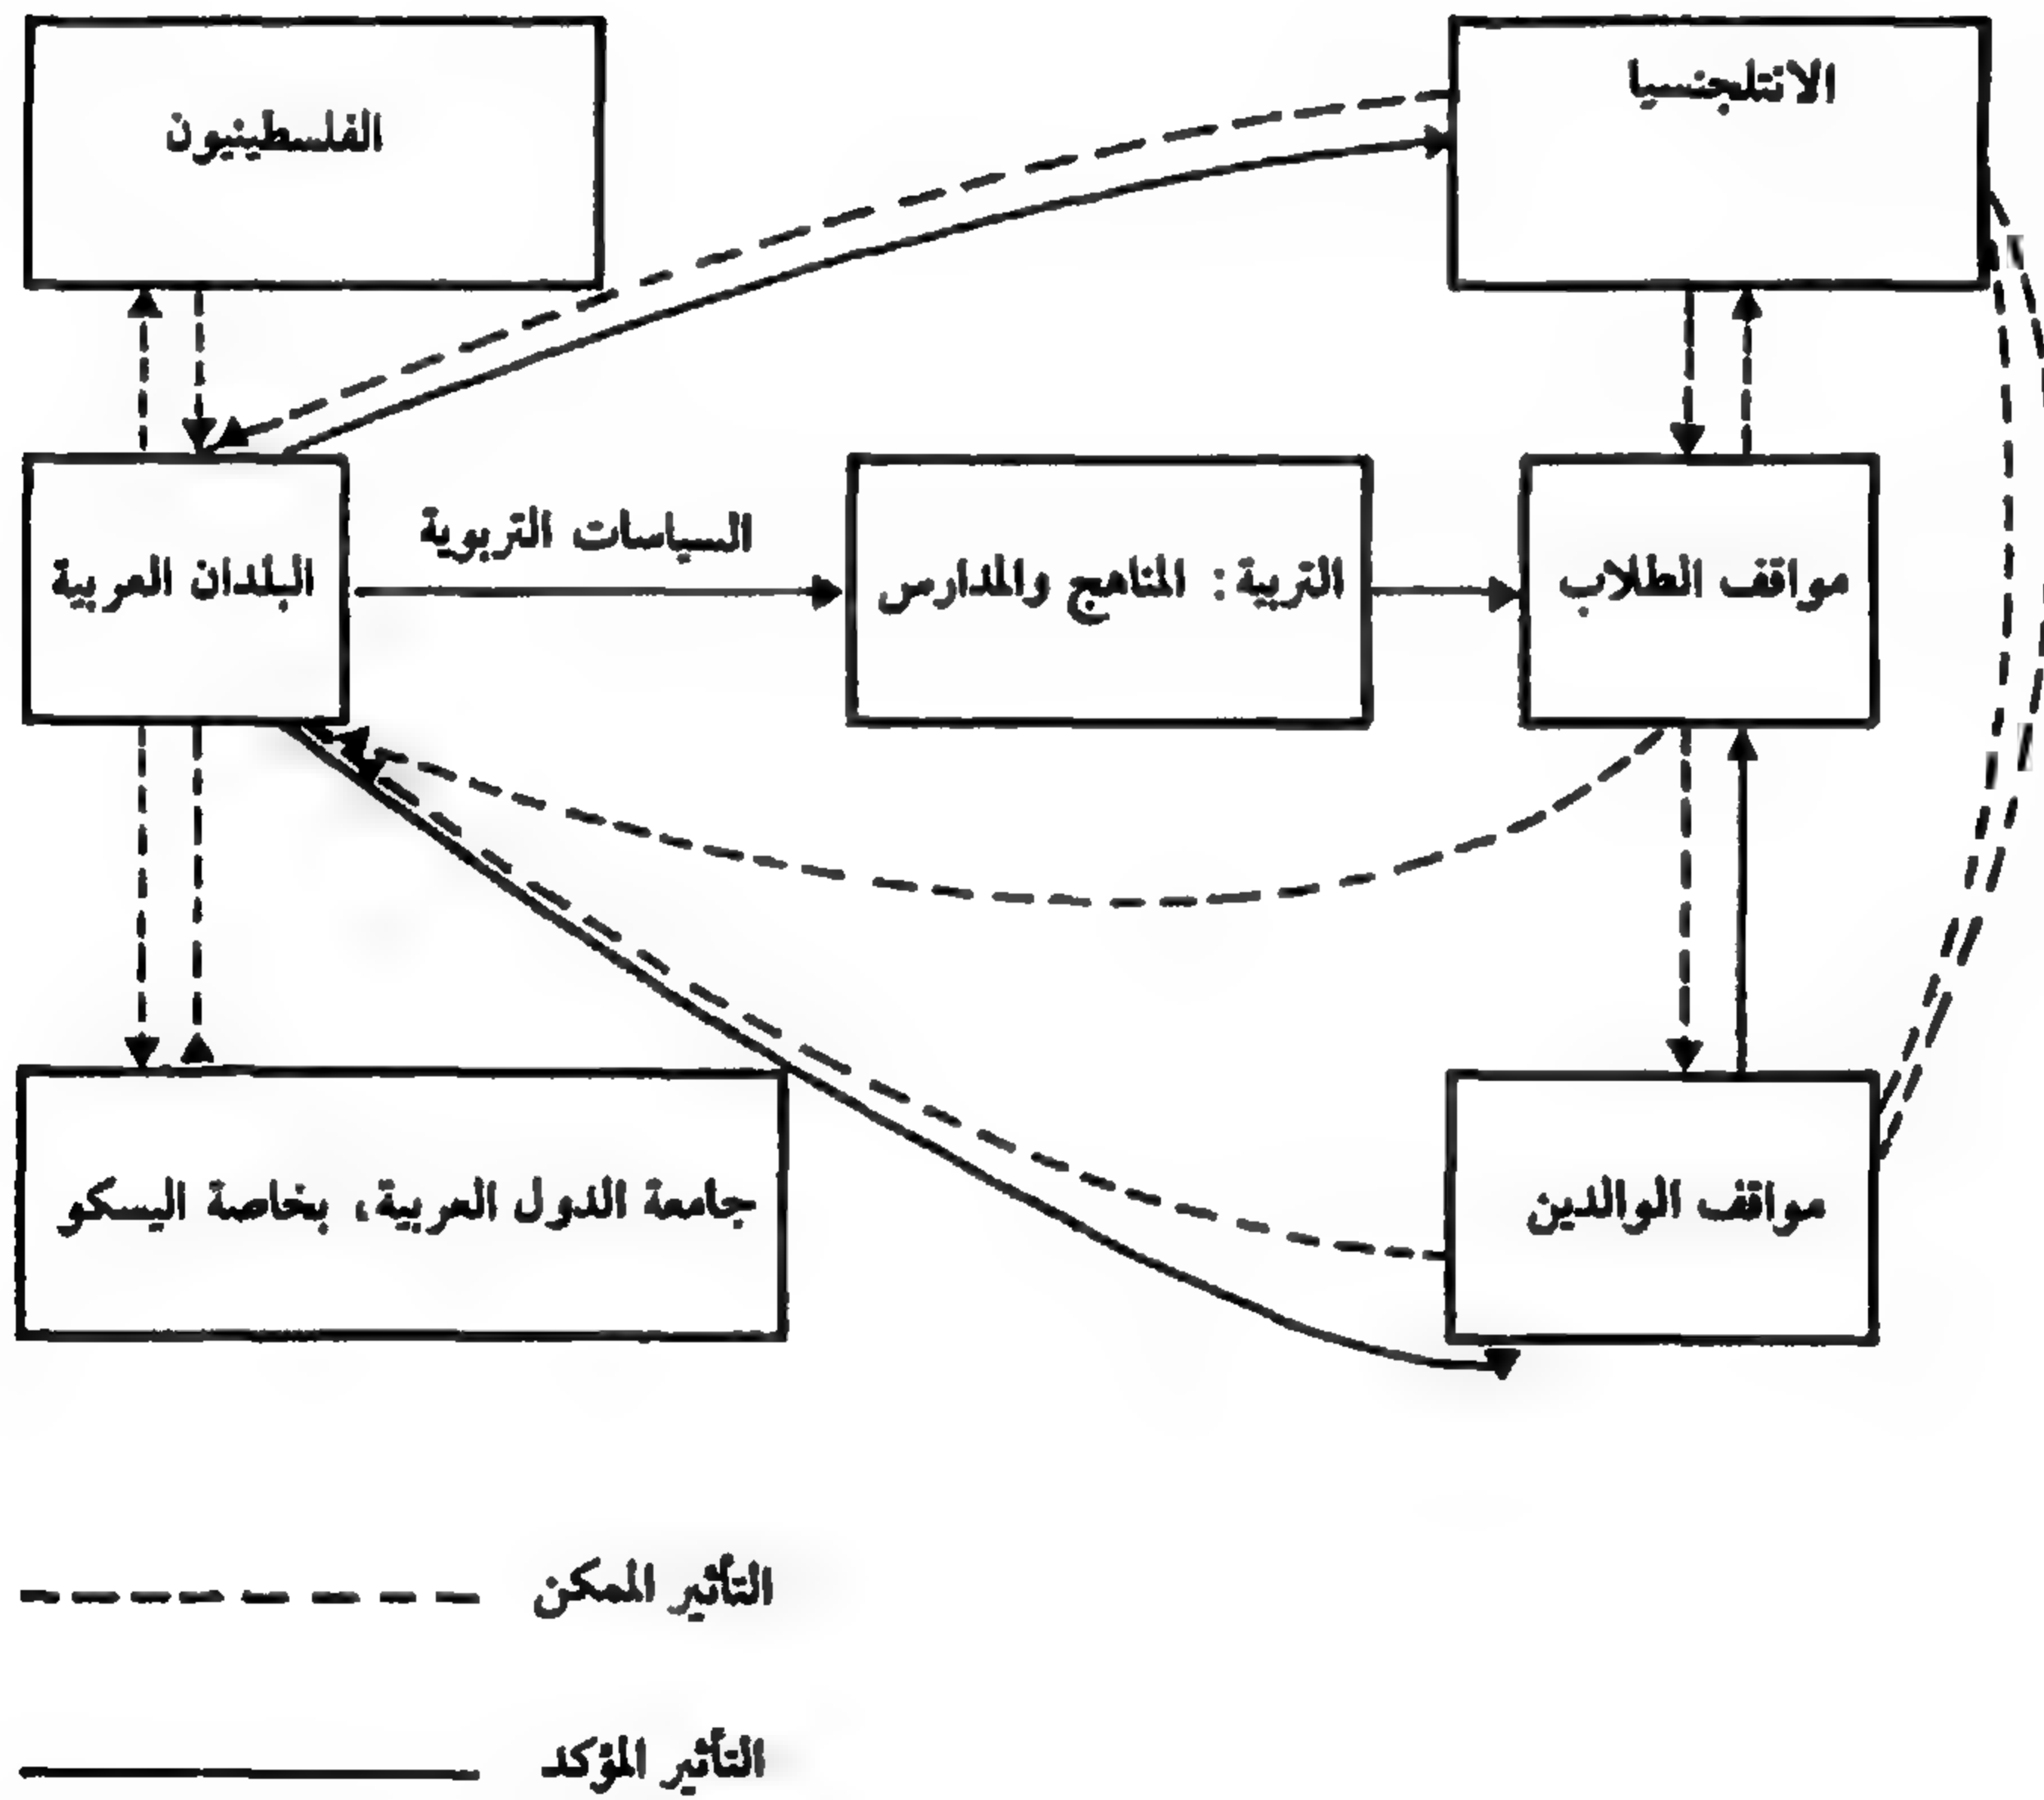 الانتلجنسيا
الفلسطينيون
السياسات التربوية
مواقف الطلاب
التربية: المناهج والمدارس
البلدان العربية
مواقف الوالدين
جامعة الدول العربية، بخاصة اليسكو
التأثير الممكن
التأثير المؤكد